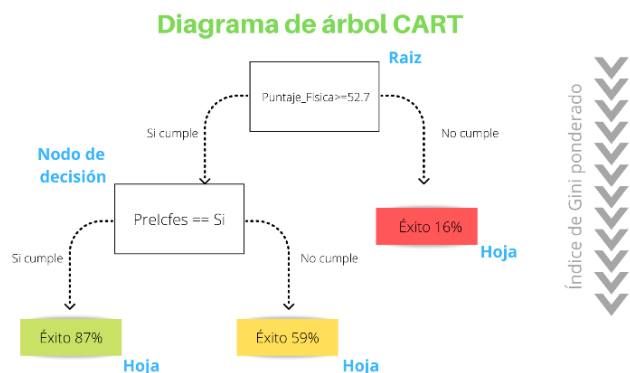 Diagrama de árbol CART
Raiz
Puntaje_Fisica>=52.7
Si cumple
No cumple
Nodo de
decisión
PreIcfes == Si
Éxito 16%
Hoja
Si cumple
No cumple
Éxito 87%
Hoja
Éxito 59%
Hoja
Índice de Gini ponderado